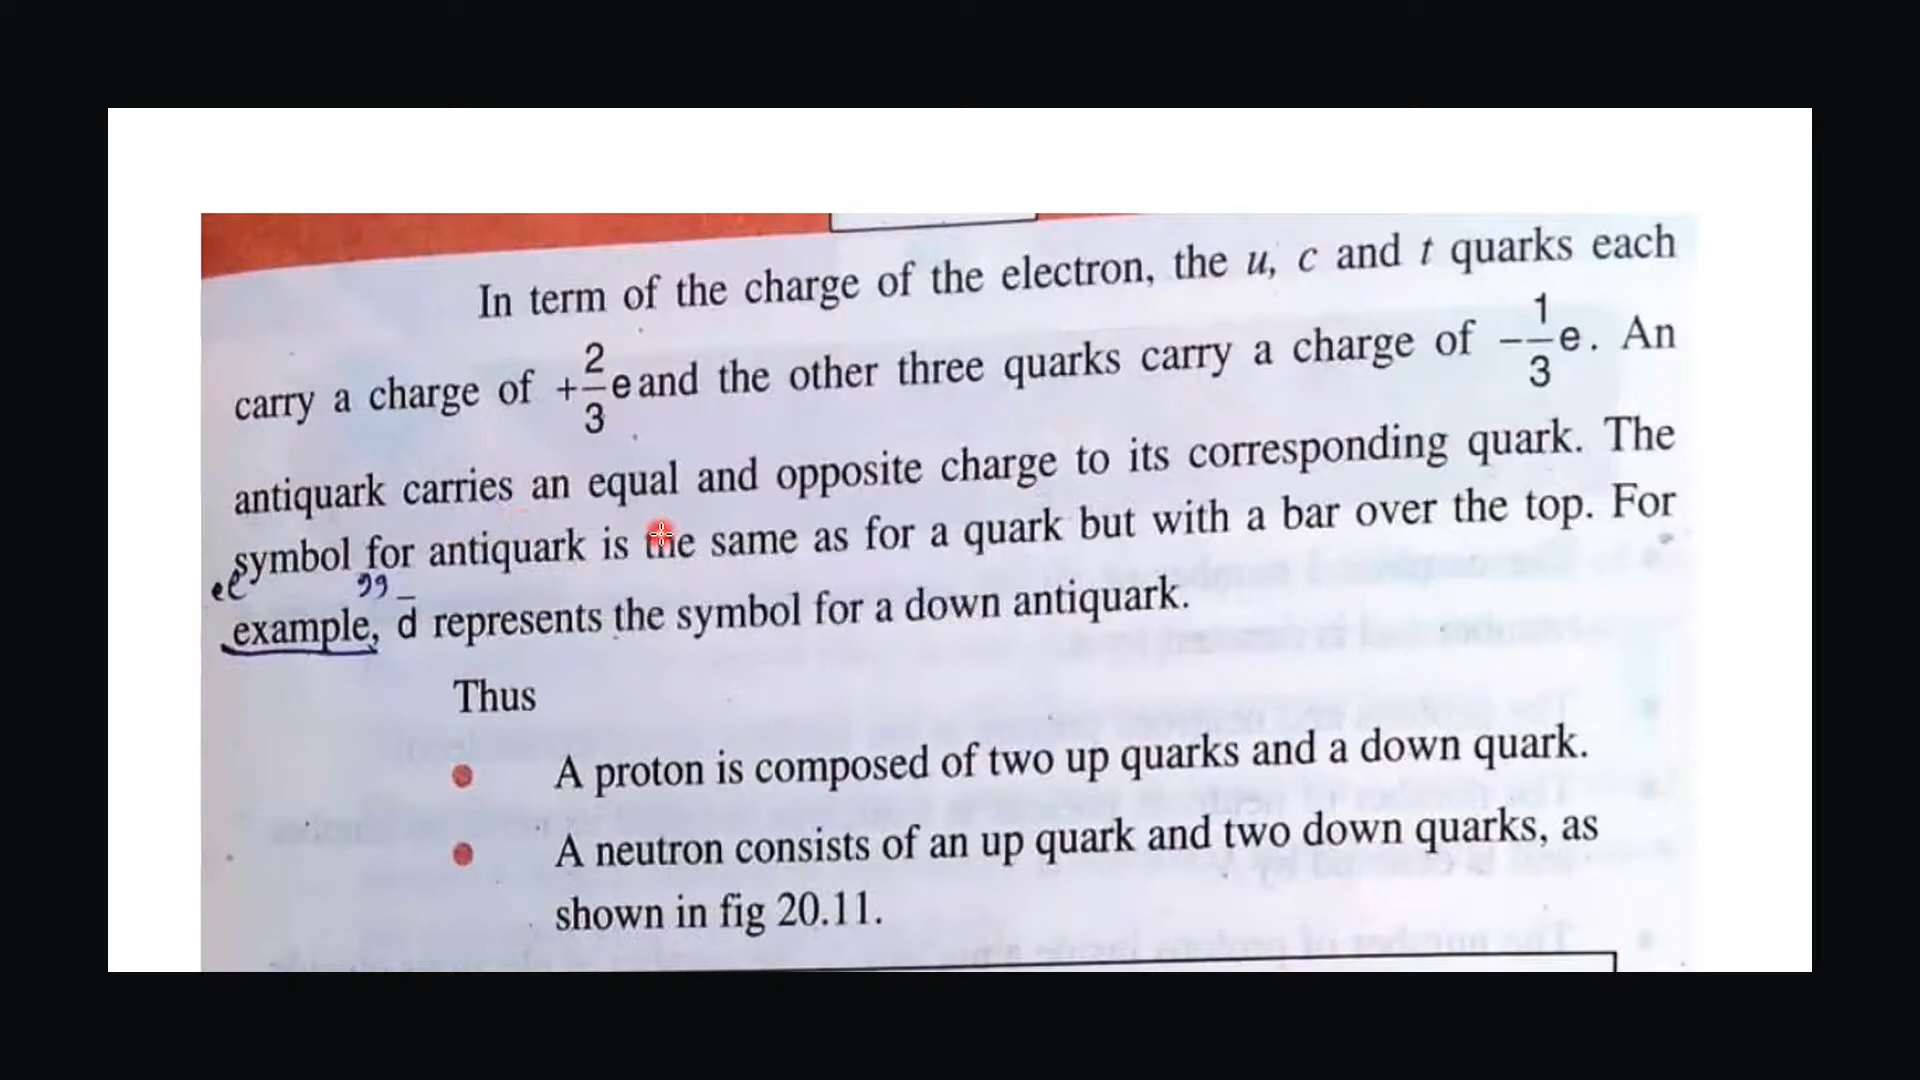 In term of the charge of the electron, the u, c and t quarks each
carry a charge of +2/3 e and the other three quarks carry a charge of -1/3 e. An
antiquark carries an equal and opposite charge to its corresponding quark. The
symbol for antiquark is the same as for a quark but with a bar over the top. For
example, d̄ represents the symbol for a down antiquark.
Thus
• A proton is composed of two up quarks and a down quark.
• A neutron consists of an up quark and two down quarks, as
shown in fig 20.11.